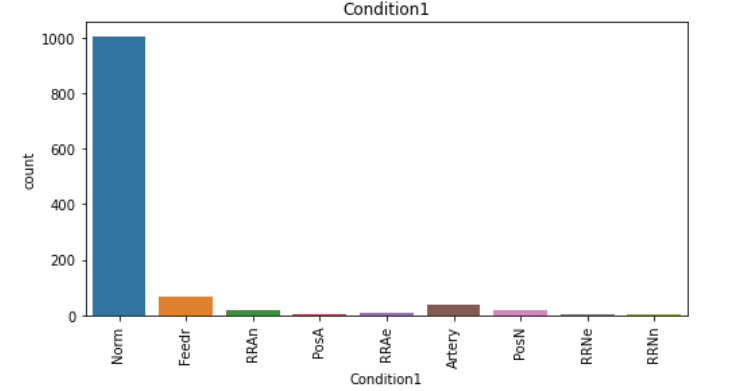 Condition1
1000
800
600
400
200
0
count
Norm
Feedr
RRAn
PosA
RRAe
Artery
PosN
RRNe
RRNn
Condition1